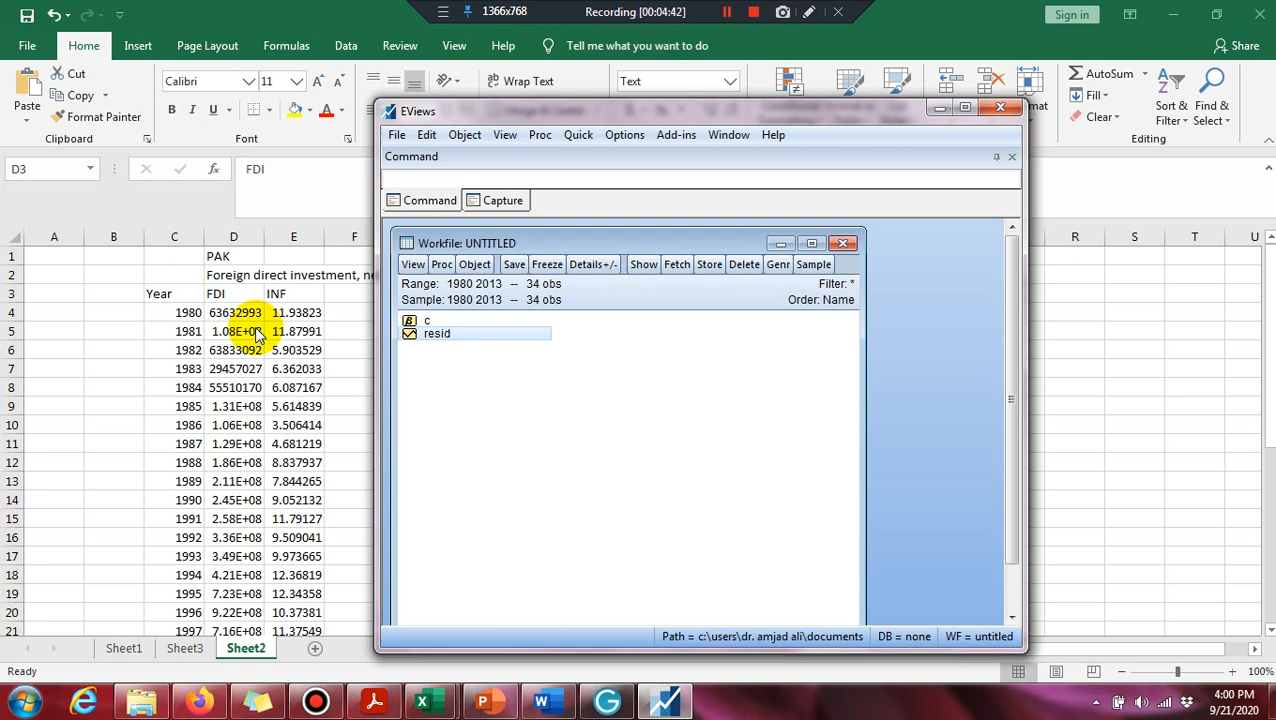 1366x768
Recording [00:04:42]
Sign in
File
Home
Insert
Page Layout
Formulas
Data
Review
View
Help
Tell me what you want to do
Share
Paste
Cut
Copy
Format Painter
Clipboard
Calibri
11
B I U
Font
Wrap Text
Text
AutoSum
Fill
Clear
Sort & Filter
Find & Select
Editing
D3
FDI
EViews
File Edit Object View Proc Quick Options Add-ins Window Help
Command
Command
Capture
Workfile: UNTITLED
View Proc Object Save Freeze Details+/- Show Fetch Store Delete Genr Sample
Range: 1980 2013 -- 34 obs
Filter: *
Sample: 1980 2013 -- 34 obs
Order: Name
c
resid
Path = c:\users\dr. amjad ali\documents
DB = none
WF = untitled
A B C D E F R S T U
1 PAK
2 Foreign direct investment, ne
3 Year FDI INF
4 1980 63632993 11.93823
5 1981 1.08E+08 11.87991
6 1982 63833092 5.903529
7 1983 29457027 6.362033
8 1984 55510170 6.087167
9 1985 1.31E+08 5.614839
10 1986 1.06E+08 3.506414
11 1987 1.29E+08 4.681219
12 1988 1.86E+08 8.837937
13 1989 2.11E+08 7.844265
14 1990 2.45E+08 9.052132
15 1991 2.58E+08 11.79127
16 1992 3.36E+08 9.509041
17 1993 3.49E+08 9.973665
18 1994 4.21E+08 12.36819
19 1995 7.23E+08 12.34358
20 1996 9.22E+08 10.37381
21 1997 7.16E+08 11.37549
Sheet1
Sheet3
Sheet2
Ready
100%
4:00 PM
9/21/2020